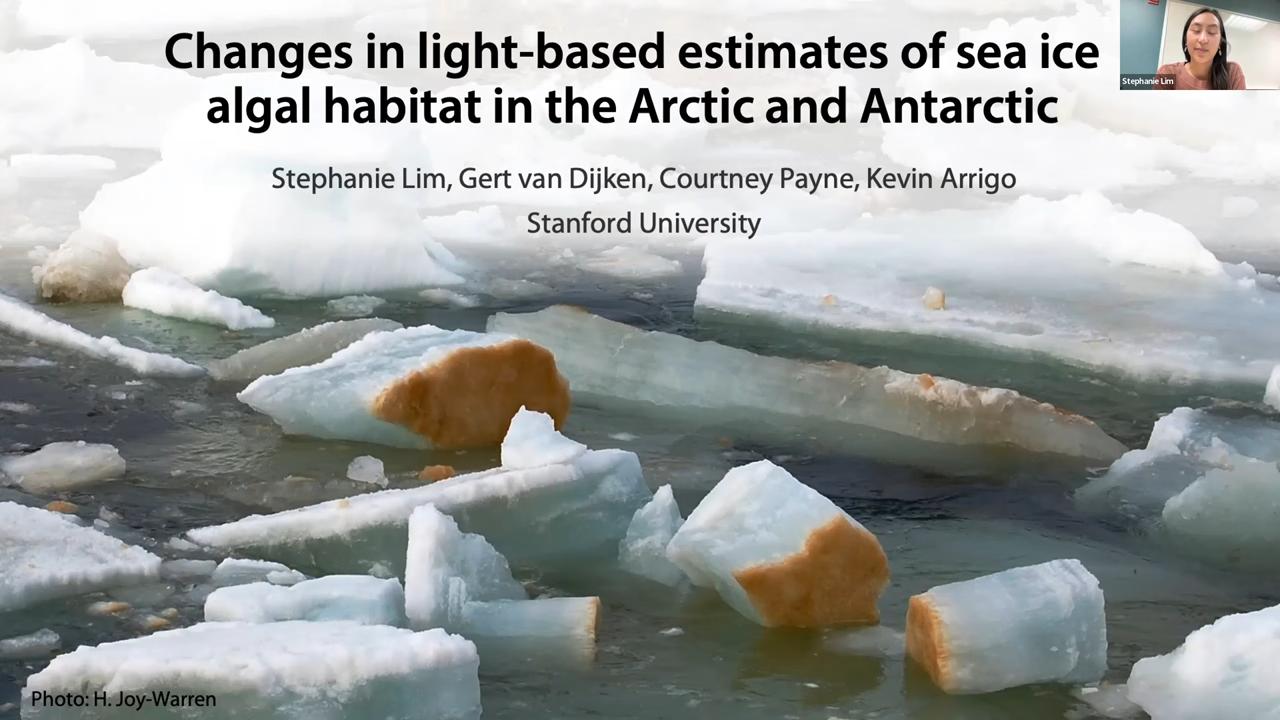 Changes in light-based estimates of sea ice
algal habitat in the Arctic and Antarctic
Stephanie Lim
Stephanie Lim, Gert van Dijken, Courtney Payne, Kevin Arrigo
Stanford University
Photo: H. Joy-Warren